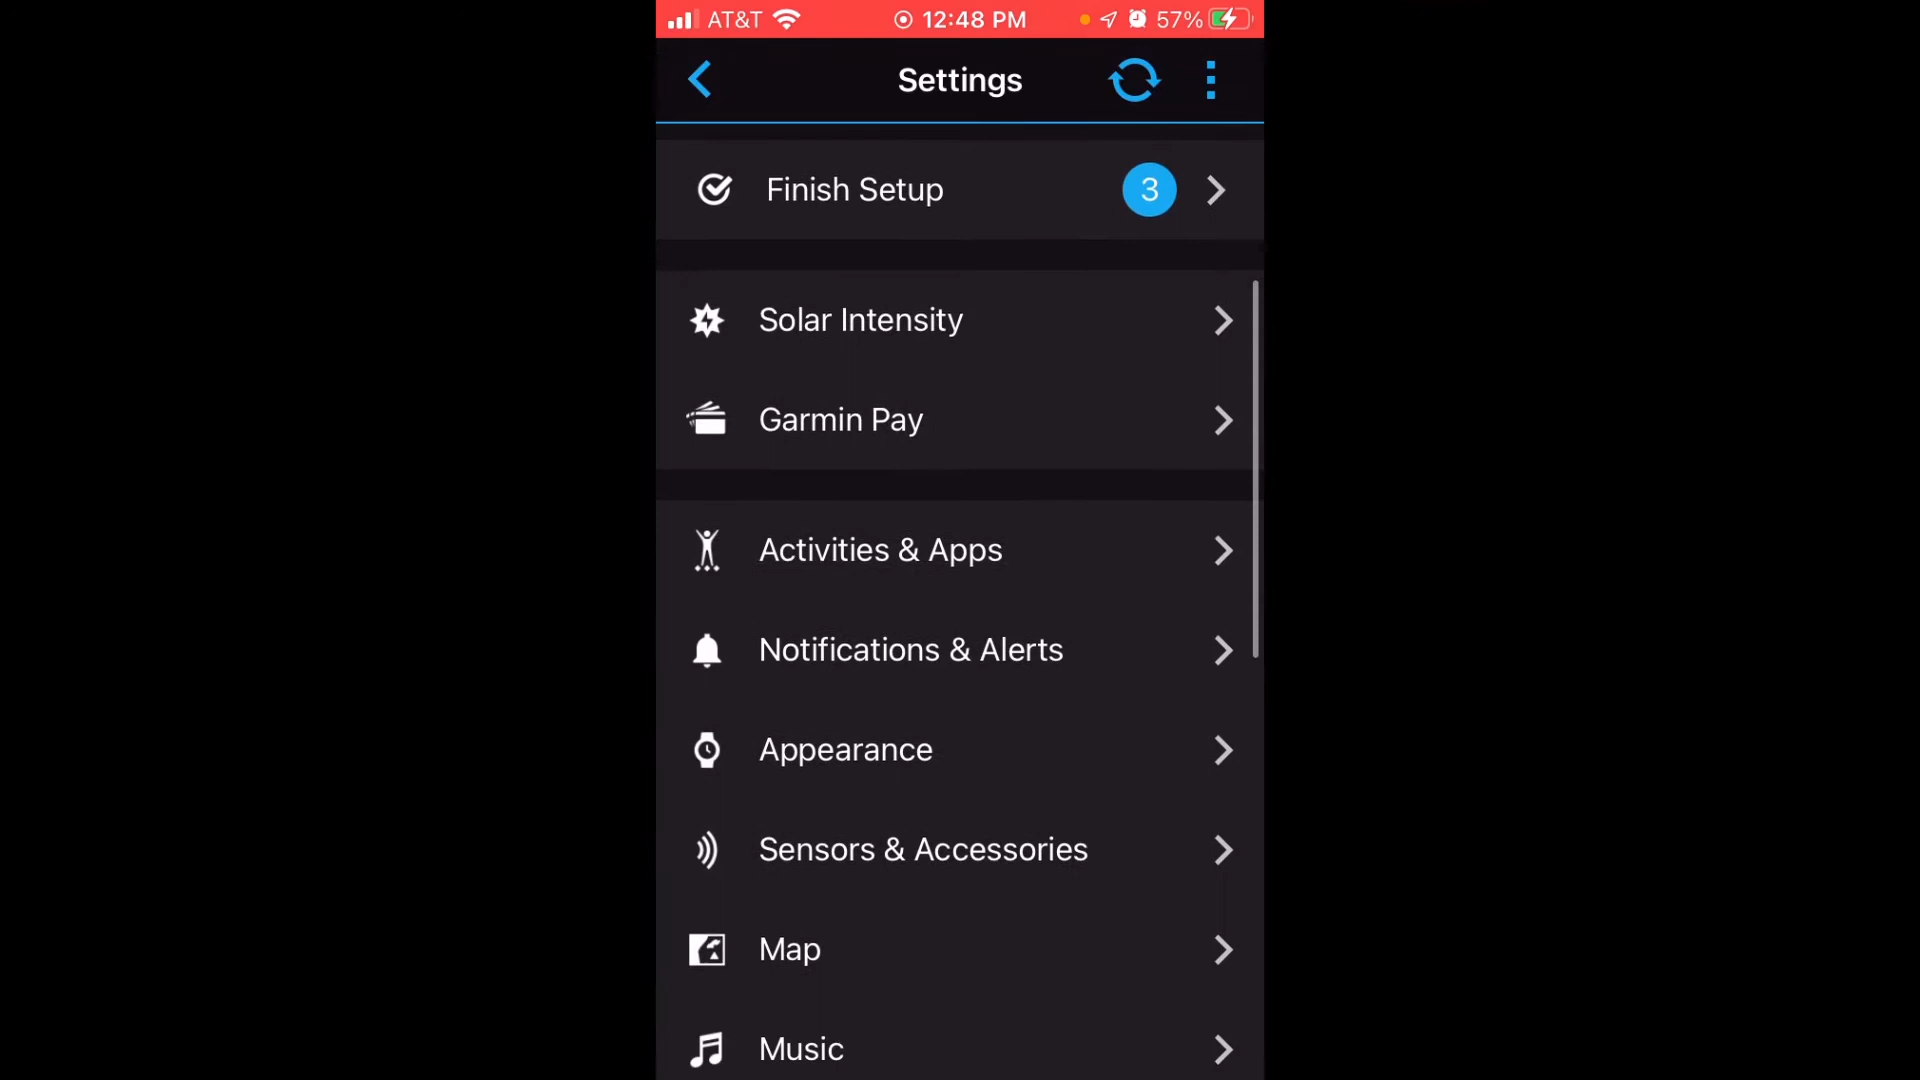 AT&T 12:48 PM 57%
Settings
Finish Setup 3
Solar Intensity
Garmin Pay
Activities & Apps
Notifications & Alerts
Appearance
Sensors & Accessories
Map
Music